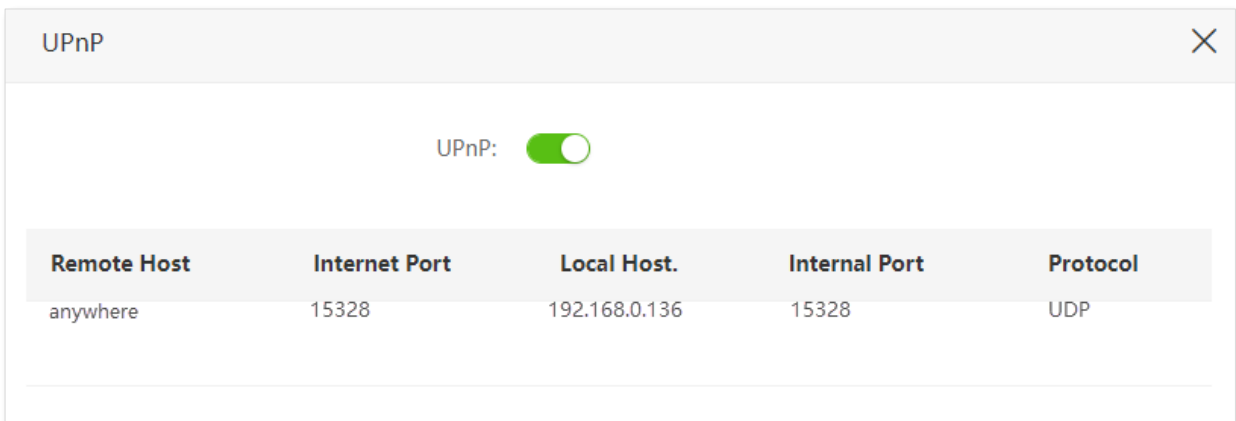 UPnP
UPnP:
Remote Host Internet Port Local Host. Internal Port Protocol
anywhere 15328 192.168.0.136 15328 UDP